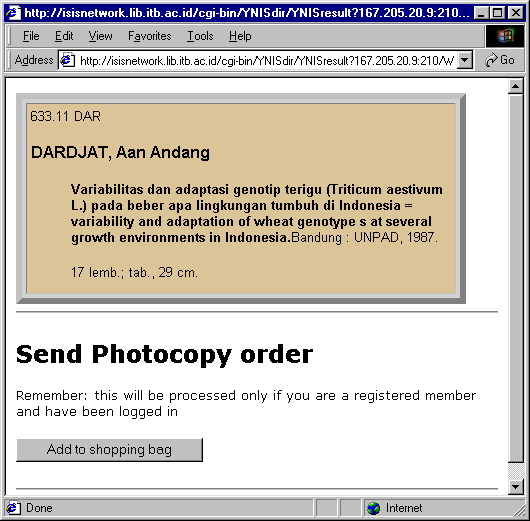 http://isisnetwork.lib.itb.ac.id/cgi-bin/YNISdir/YNISresult?167.205.20.9:210...
File Edit View Favorites Tools Help
Address http://isisnetwork.lib.itb.ac.id/cgi-bin/YNISdir/YNISresult?167.205.20.9:210/W Go
633.11 DAR
DARDJAT, Aan Andang
Variabilitas dan adaptasi genotip terigu (Triticum aestivum
L.) pada beber apa lingkungan tumbuh di Indonesia =
variability and adaptation of wheat genotype s at several
growth environments in Indonesia.Bandung : UNPAD, 1987.
17 lemb.; tab., 29 cm.
Send Photocopy order
Remember: this will be processed only if you are a registered member
and have been logged in
Add to shopping bag
Done Internet